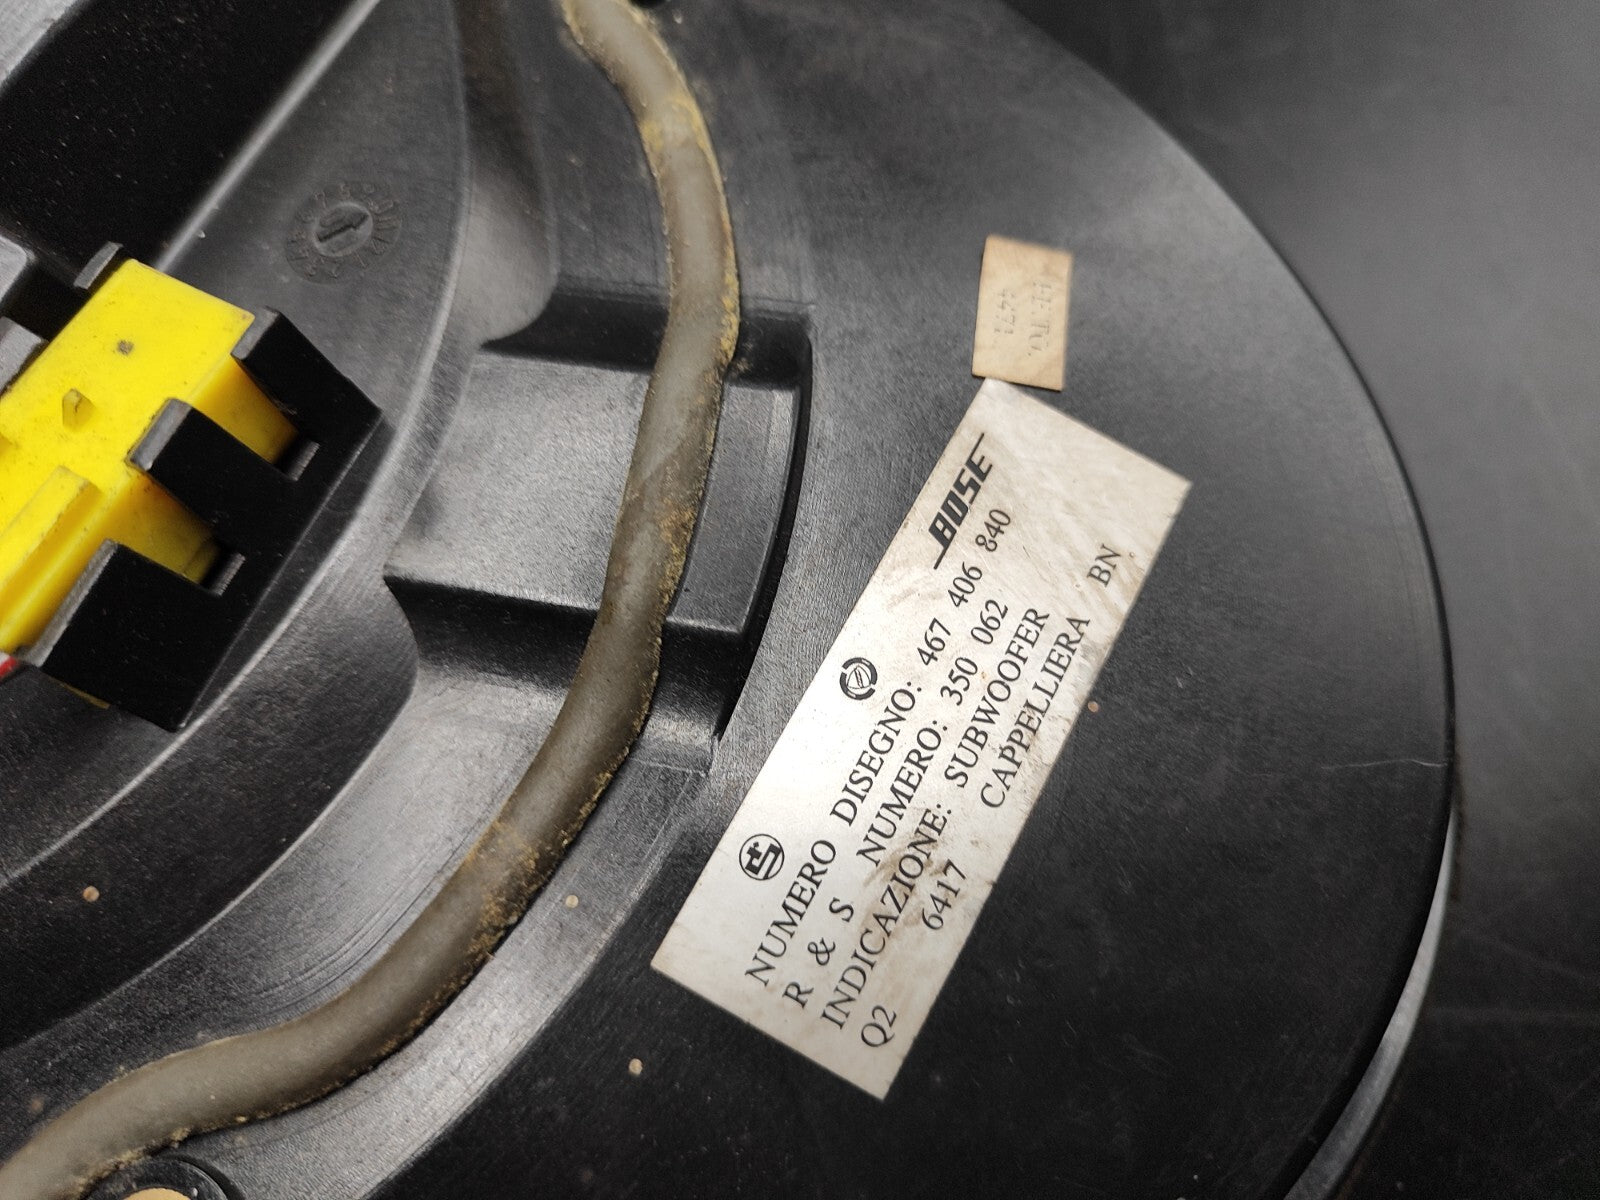 BOSE
NUMERO DISEGNO: 467 406 840
R & S NUMERO: 350 062
INDICAZIONE: SUBWOOFER
CAPPELLIERA BN
Q2 6417